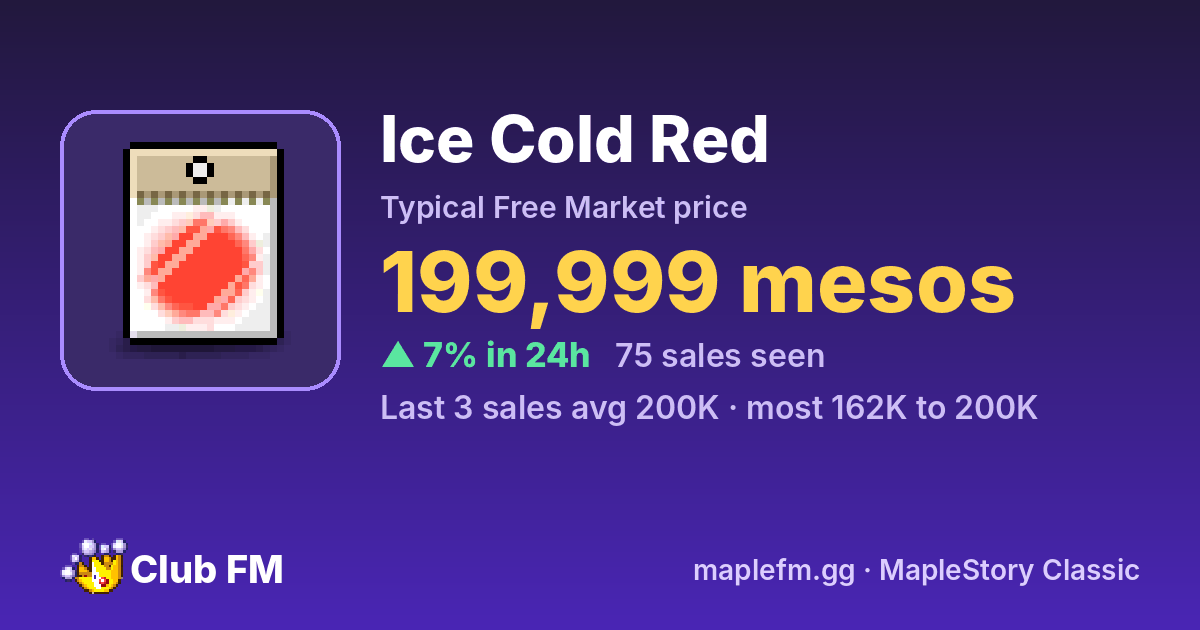 Ice Cold Red
Typical Free Market price
199,999 mesos
▲ 7% in 24h 75 sales seen
Last 3 sales avg 200K · most 162K to 200K
Club FM
maplefm.gg · MapleStory Classic